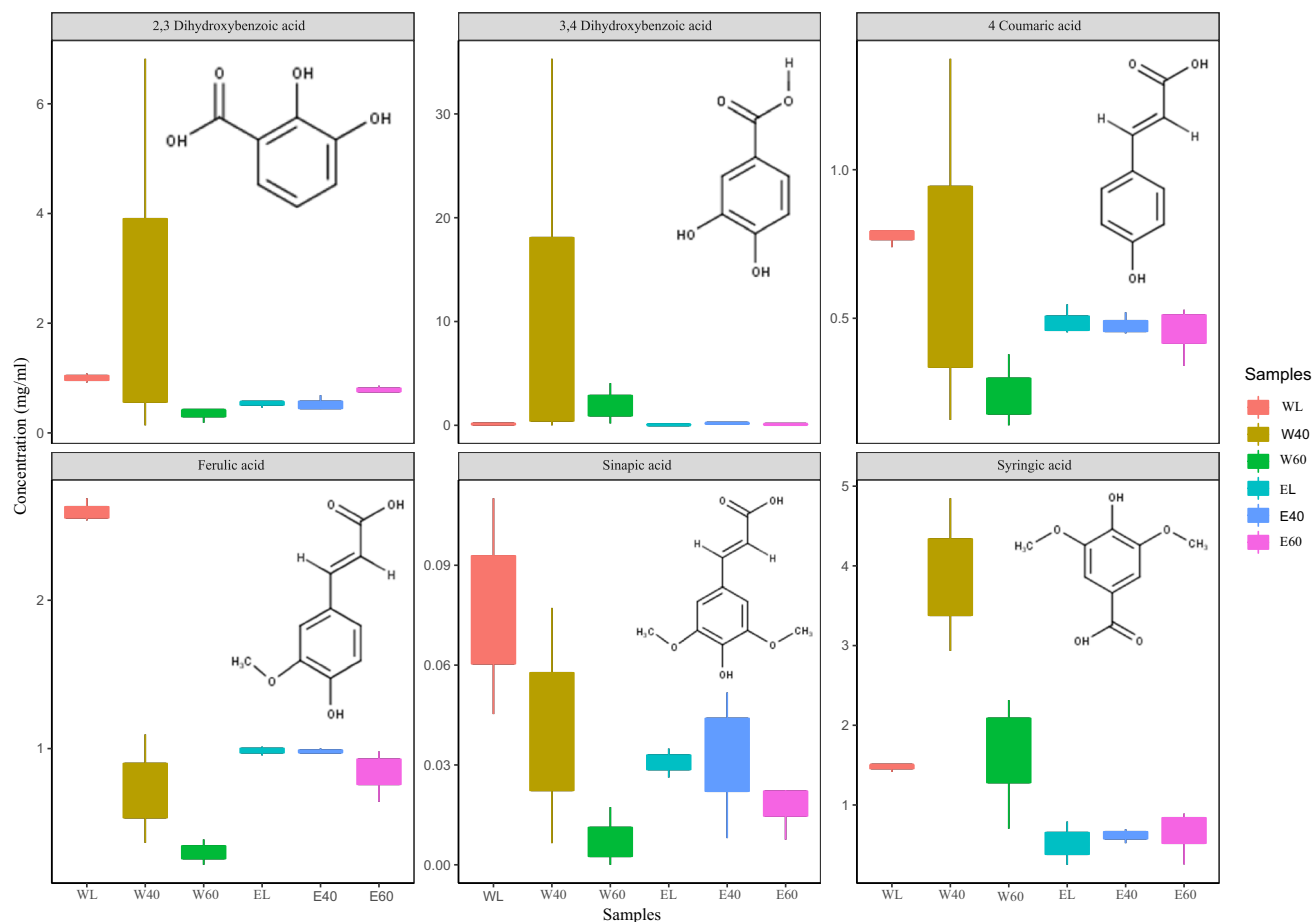 2,3 Dihydroxybenzoic acid
3,4 Dihydroxybenzoic acid
4 Coumaric acid
6
4
2
0
O
OH
OH
OH
30
20
10
0
H
O
O
HO
OH
1.0
0.5
O
OH
H
H
OH
Concentration (mg/ml)
Ferulic acid
Sinapic acid
Syringic acid
2
1
O
OH
H
H
H₃C
O
OH
0.09
0.06
0.03
0.00
O
OH
H
H
H₃C
O
O
CH₃
OH
5
4
3
2
1
OH
H₃C
O
O
CH₃
OH
O
WL W40 W60 EL E40 E60
WL W40 W60 EL E40 E60
WL W40 W60 EL E40 E60
Samples
Samples
WL
W40
W60
EL
E40
E60